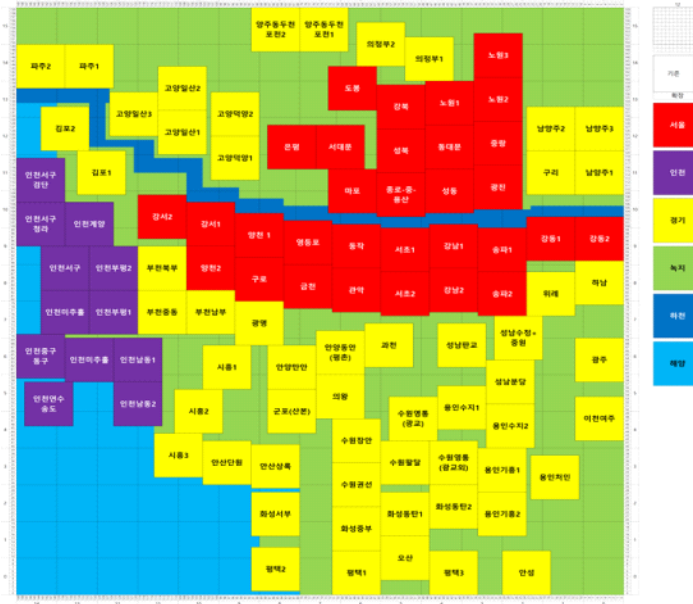 양주동두천
포천2
양주동두천
포천1
의정부2
의정부1
노원3
파주2
파주1
고양일산2
도봉
강북
노원1
노원2
고양일산3
고양덕양2
김포2
고양일산1
은평
서대문
성북
동대문
중랑
남양주2
남양주3
고양덕양1
인천서구
검단
김포1
마포
종로·중·
용산
성동
광진
구리
남양주1
인천서구
청라
인천계양
강서2
강서1
양천 1
영등포
동작
서초1
강남1
송파1
강동1
강동2
인천서구
인천부평2
부천북부
양천2
구로
금천
관악
서초2
강남2
송파2
위례
하남
인천미추홀
인천부평1
부천중동
부천남부
광명
인천중구
동구
인천미추홀
인천남동1
시흥1
안양만안
안양동안
(평촌)
과천
성남판교
성남수정+
중원
광주
인천연수
송도
인천남동2
시흥2
군포(산본)
의왕
수원영통
(광교)
용인수지1
성남분당
용인수지2
이천여주
시흥3
안산단원
안산상록
수원장안
수원팔달
수원영통
(광교외)
용인기흥1
용인처인
수원권선
화성서부
화성중부
화성동탄1
화성동탄2
용인기흥2
평택2
평택1
오산
평택3
안성
기존
확장
서울
인천
경기
녹지
하천
해양